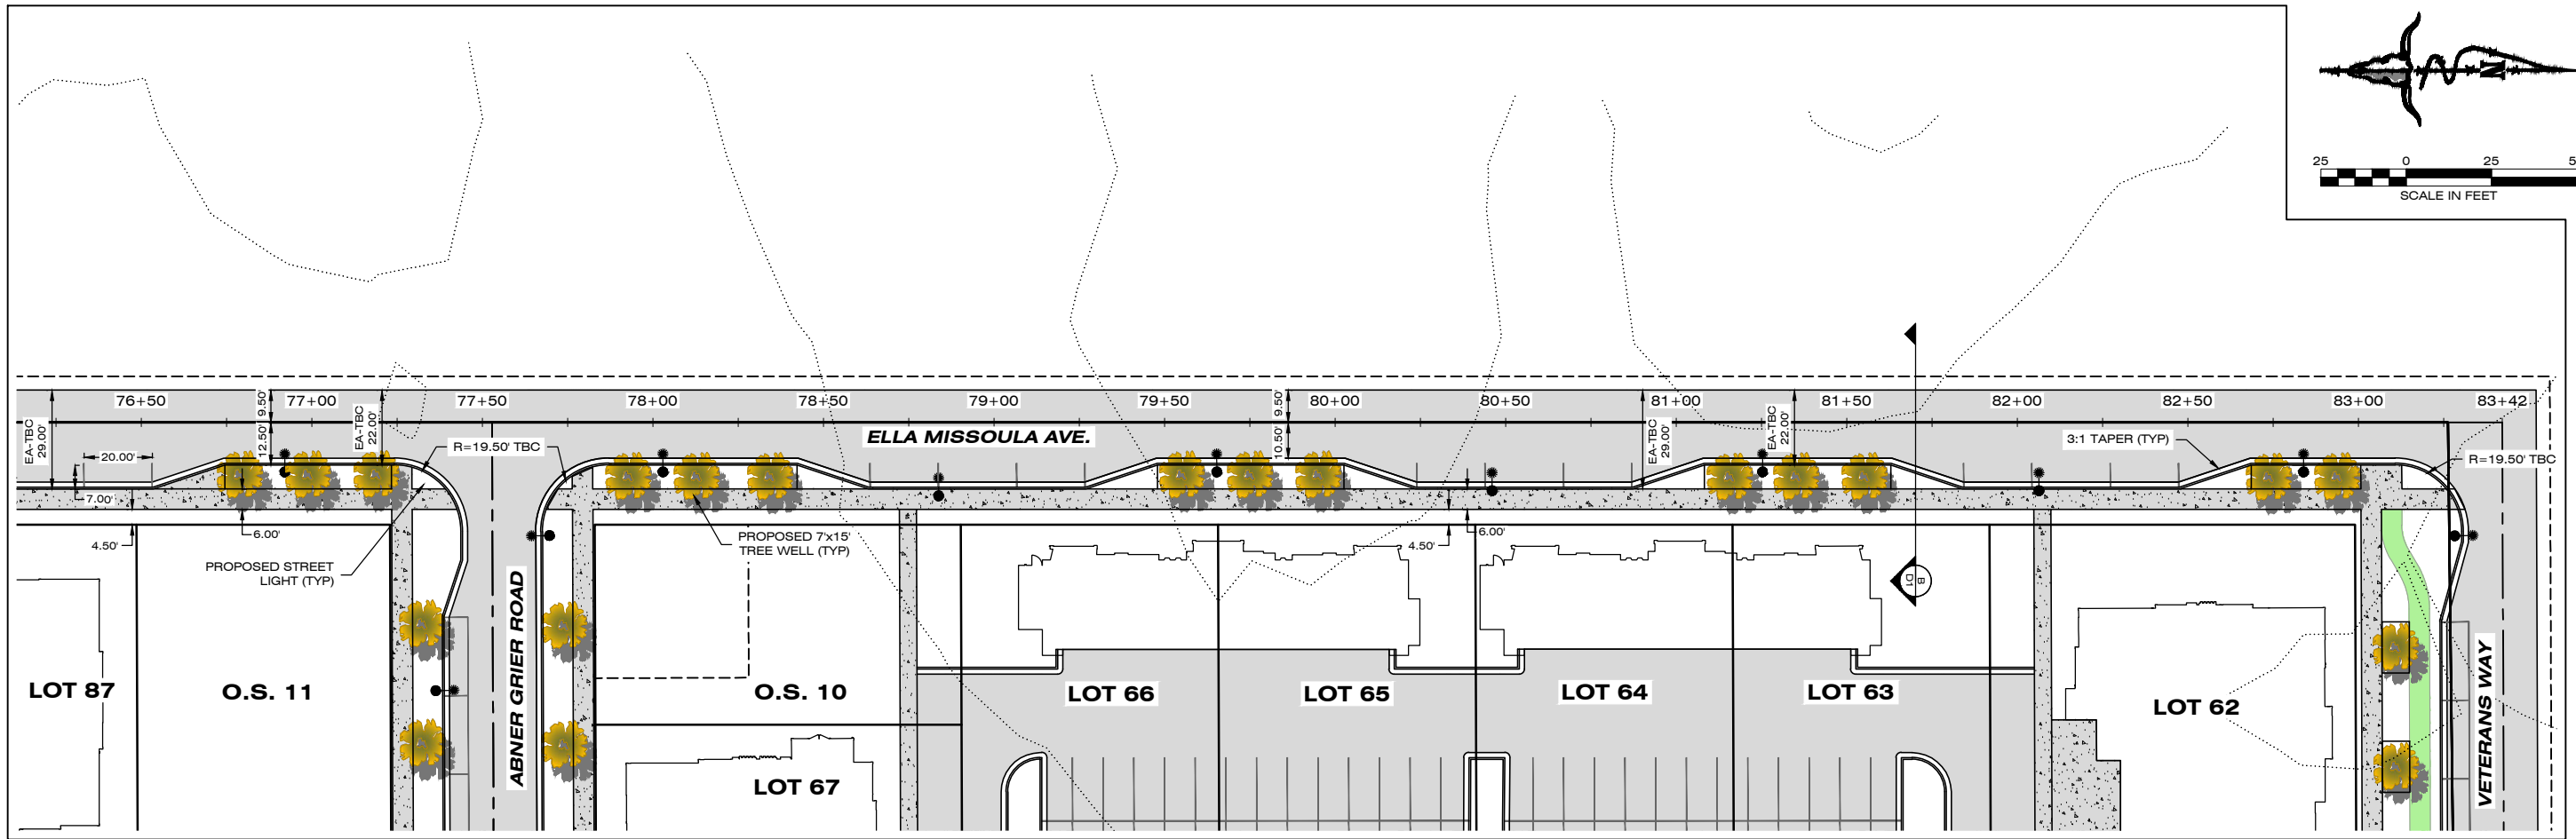 N
25 0 25 5
SCALE IN FEET
76+50 77+00 77+50 78+00 78+50 79+00 79+50 80+00 80+50 81+00 81+50 82+00 82+50 83+00 83+42
EA-TBC
29.00'
9.50'
12.50'
EA-TBC
22.00'
R=19.50' TBC
ELLA MISSOULA AVE.
9.50'
10.50'
EA-TBC
29.00'
EA-TBC
22.00'
3:1 TAPER (TYP)
R=19.50' TBC
20.00'
7.00'
4.50'
6.00'
PROPOSED STREET
LIGHT (TYP)
PROPOSED 7'x15'
TREE WELL (TYP)
4.50'
6.00'
B
D1
ABNER GRIER ROAD
VETERANS WAY
LOT 87
O.S. 11
O.S. 10
LOT 66
LOT 65
LOT 64
LOT 63
LOT 62
LOT 67